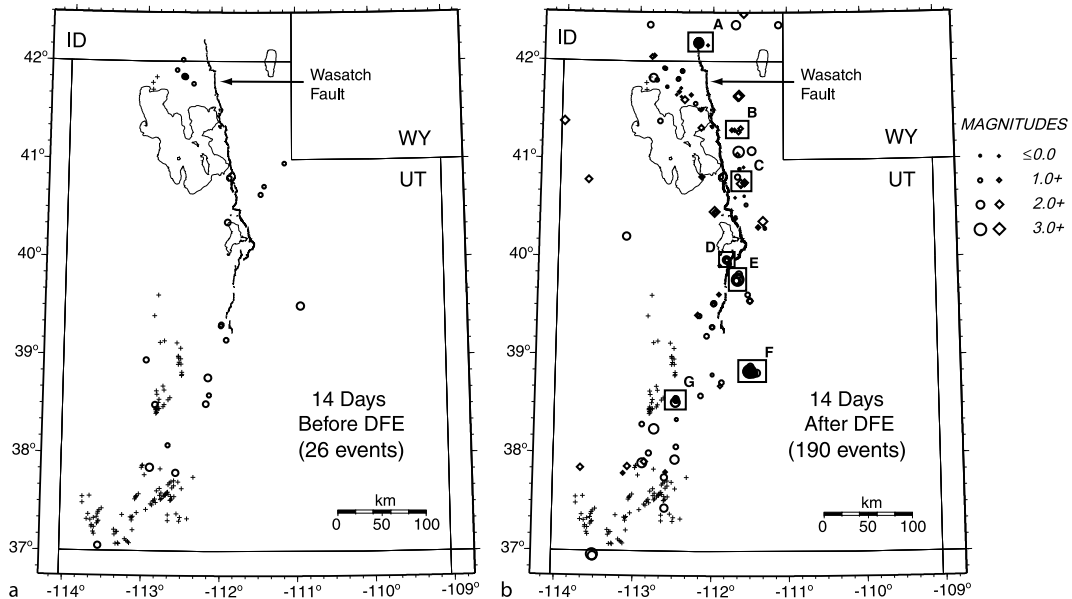 ID
42°
Wasatch
Fault
WY
41°
UT
40°
39°
14 Days
Before DFE
(26 events)
38°
km
0 50 100
37°
-114° -113° -112° -111° -110° -109°
a
ID
A
42°
Wasatch
Fault
B
WY
41°
C
UT
40°
D
E
39°
F
G
14 Days
After DFE
(190 events)
38°
km
0 50 100
37°
-114° -113° -112° -111° -110° -109°
b
MAGNITUDES
≤0.0
1.0+
2.0+
3.0+